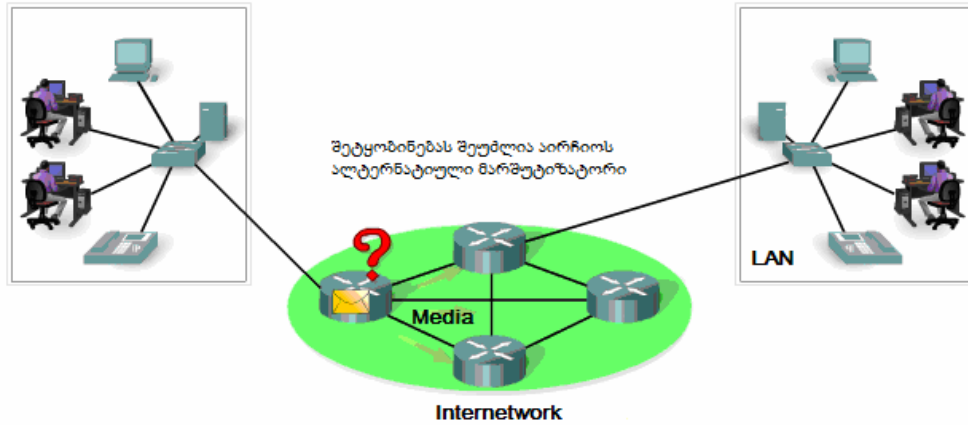 შეტყობინებას შეუძლია აირჩიოს
ალტერნატიული მარშუტიზატორი
LAN
?
Media
Internetwork